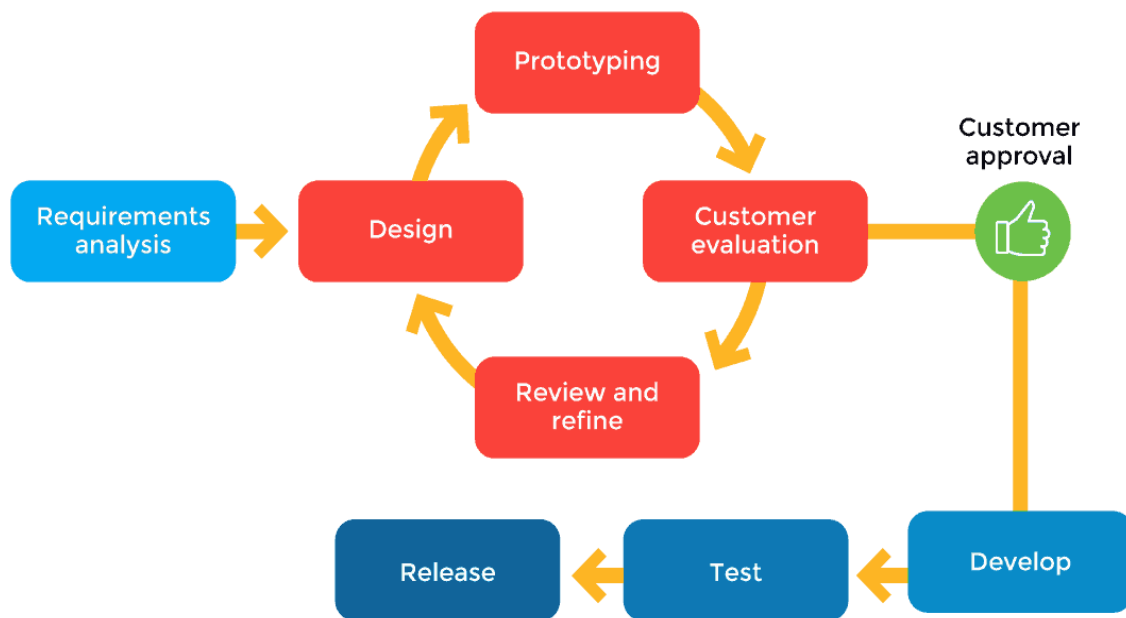 Prototyping
Customer
approval
Requirements
analysis
Design
Customer
evaluation
Review and
refine
Release
Test
Develop